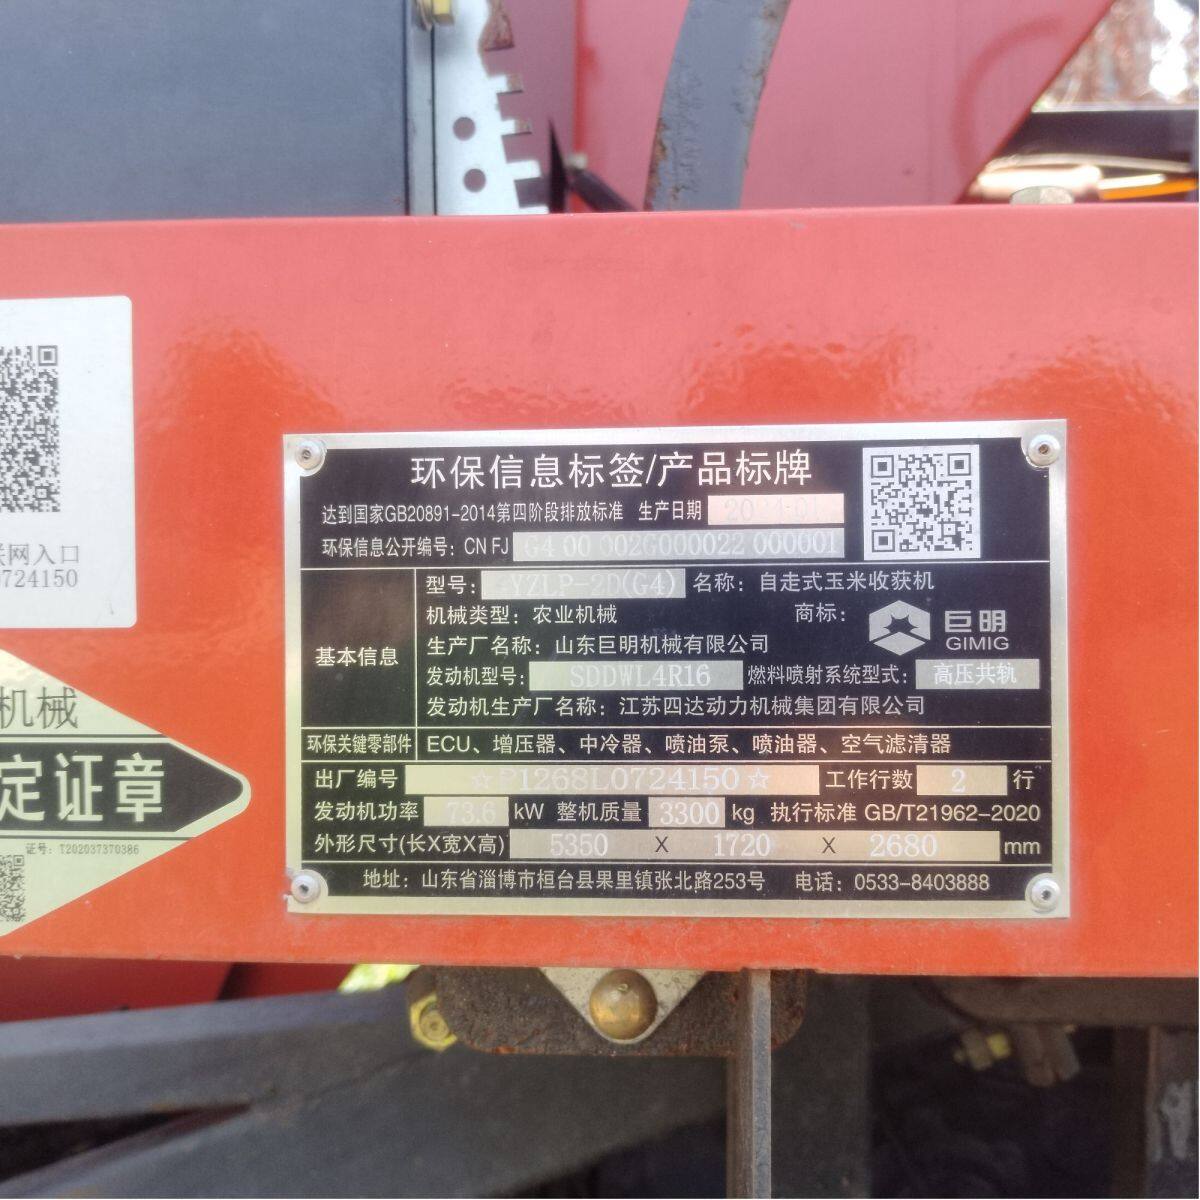 联网入口
0724150
机械
定证章
证号: T202037370386
环保信息标签/产品标牌
达到国家GB20891-2014第四阶段排放标准 生产日期 2024.01
环保信息公开编号: CN FJ G4 00 002G000022 000001
基本信息
型号: 4YZLP-2D(G4) 名称: 自走式玉米收获机
机械类型: 农业机械 商标: 巨明 GIMIG
生产厂名称: 山东巨明机械有限公司
发动机型号: SDDWL4R16 燃料喷射系统型式: 高压共轨
发动机生产厂名称: 江苏四达动力机械集团有限公司
环保关键零部件 ECU、增压器、中冷器、喷油泵、喷油器、空气滤清器
出厂编号 ☆P1268L0724150☆ 工作行数 2 行
发动机功率 73.6 kW 整机质量 3300 kg 执行标准 GB/T21962-2020
外形尺寸(长X宽X高) 5350 X 1720 X 2680 mm
地址: 山东省淄博市桓台县果里镇张北路253号 电话: 0533-8403888